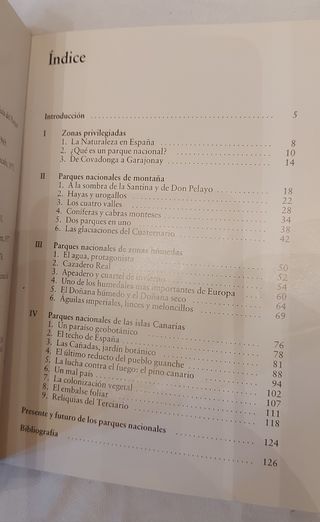 Índice
Introducción 5
I Zonas privilegiadas
1. La Naturaleza en España 8
2. ¿Qué es un parque nacional? 10
3. De Covadonga a Garajonay 14
II Parques nacionales de montaña
1. A la sombra de la Santina y de Don Pelayo 18
2. Hayas y urogallos 22
3. Los cuatro valles 28
4. Coníferas y cabras monteses 34
5. Dos parques en uno 38
6. Las glaciaciones del Cuaternario 42
III Parques nacionales de zonas húmedas
1. El agua, protagonista 50
2. Cazadero Real 52
3. Apeadero y cuartel de invierno 54
4. Uno de los humedales más importantes de Europa 60
5. El Doñana húmedo y el Doñana seco 64
6. Águilas imperiales, linces y meloncillos 69
IV Parques nacionales de las islas Canarias
1. Un paraíso geobotánico 76
2. El techo de España 78
3. Las Cañadas, jardín botánico 81
4. El último reducto del pueblo guanche 88
5. La lucha contra el fuego: el pino canario 94
6. Un mal país 102
7. La colonización vegetal 107
8. El embalse foliar 111
9. Reliquias del Terciario 118
Presente y futuro de los parques nacionales 124
Bibliografía 126